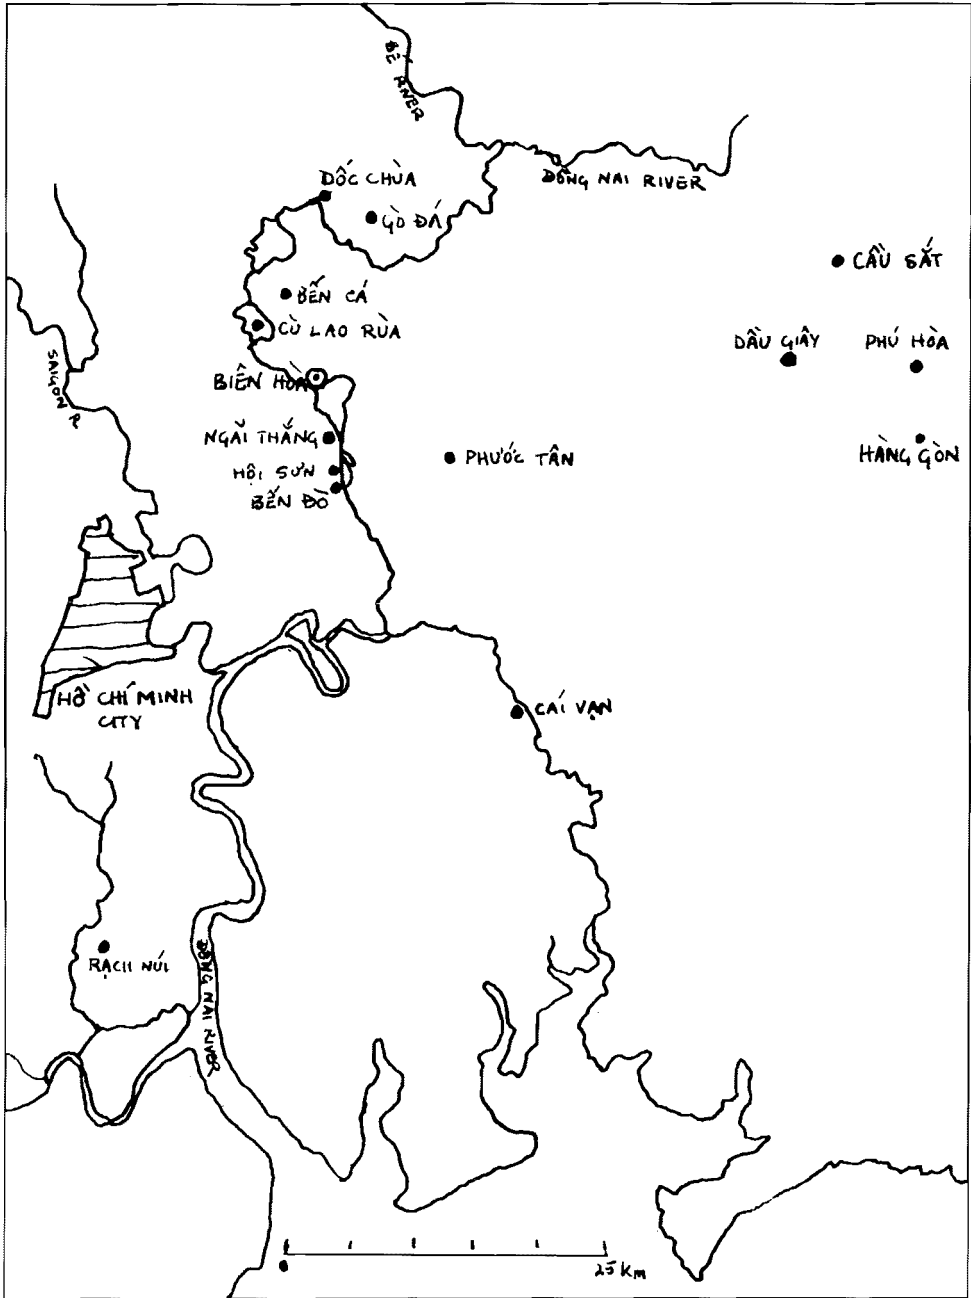 BÉ RIVER
DỐC CHÙA
ĐỒNG NAI RIVER
GÒ ĐÁ
CẦU SẮT
BẾN CÁ
CÙ LAO RÙA
DẦU GIÂY
PHÚ HÒA
SAIGON R
BIÊN HÒA
NGÃI THẮNG
HỘI SƠN
BẾN ĐÒ
PHƯỚC TÂN
HÀNG GÒN
HỒ CHÍ MINH
CITY
CÁI VẠN
RẠCH NÚI
ĐỒNG NAI RIVER
25 Km